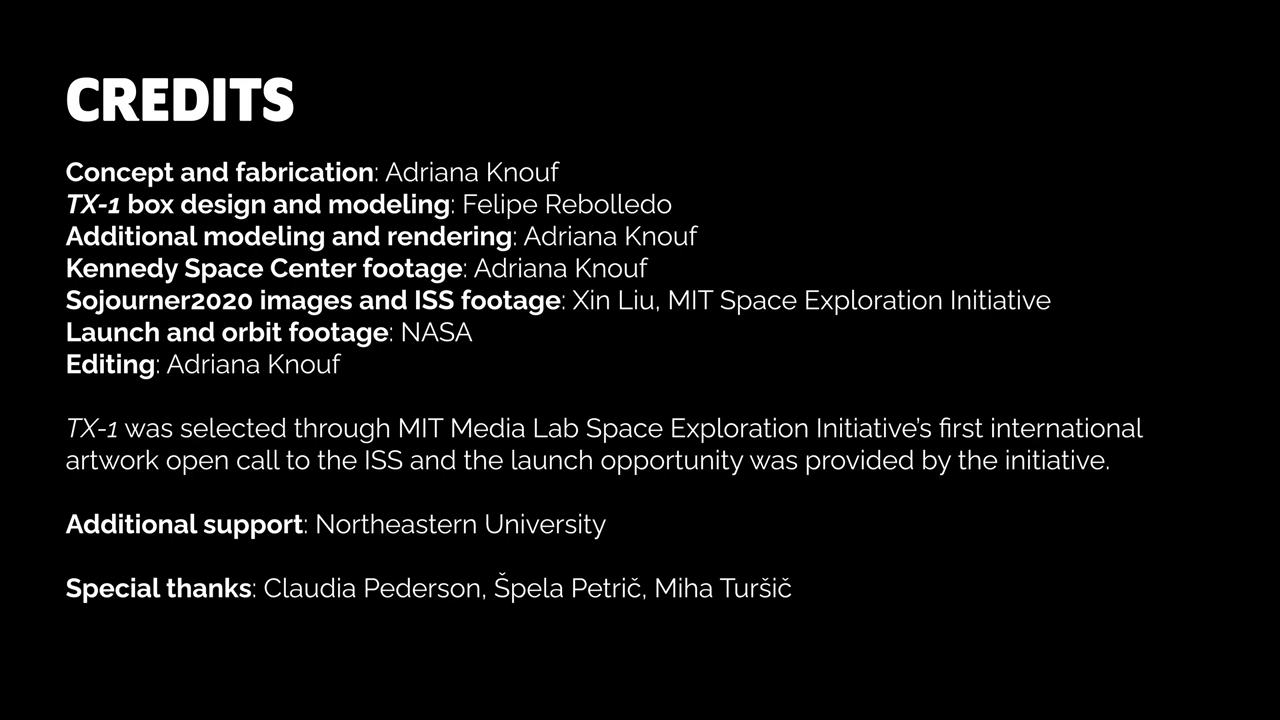 CREDITS
Concept and fabrication: Adriana Knouf
TX-1 box design and modeling: Felipe Rebolledo
Additional modeling and rendering: Adriana Knouf
Kennedy Space Center footage: Adriana Knouf
Sojourner2020 images and ISS footage: Xin Liu, MIT Space Exploration Initiative
Launch and orbit footage: NASA
Editing: Adriana Knouf
TX-1 was selected through MIT Media Lab Space Exploration Initiative’s first international
artwork open call to the ISS and the launch opportunity was provided by the initiative.
Additional support: Northeastern University
Special thanks: Claudia Pederson, Špela Petrič, Miha Turšič